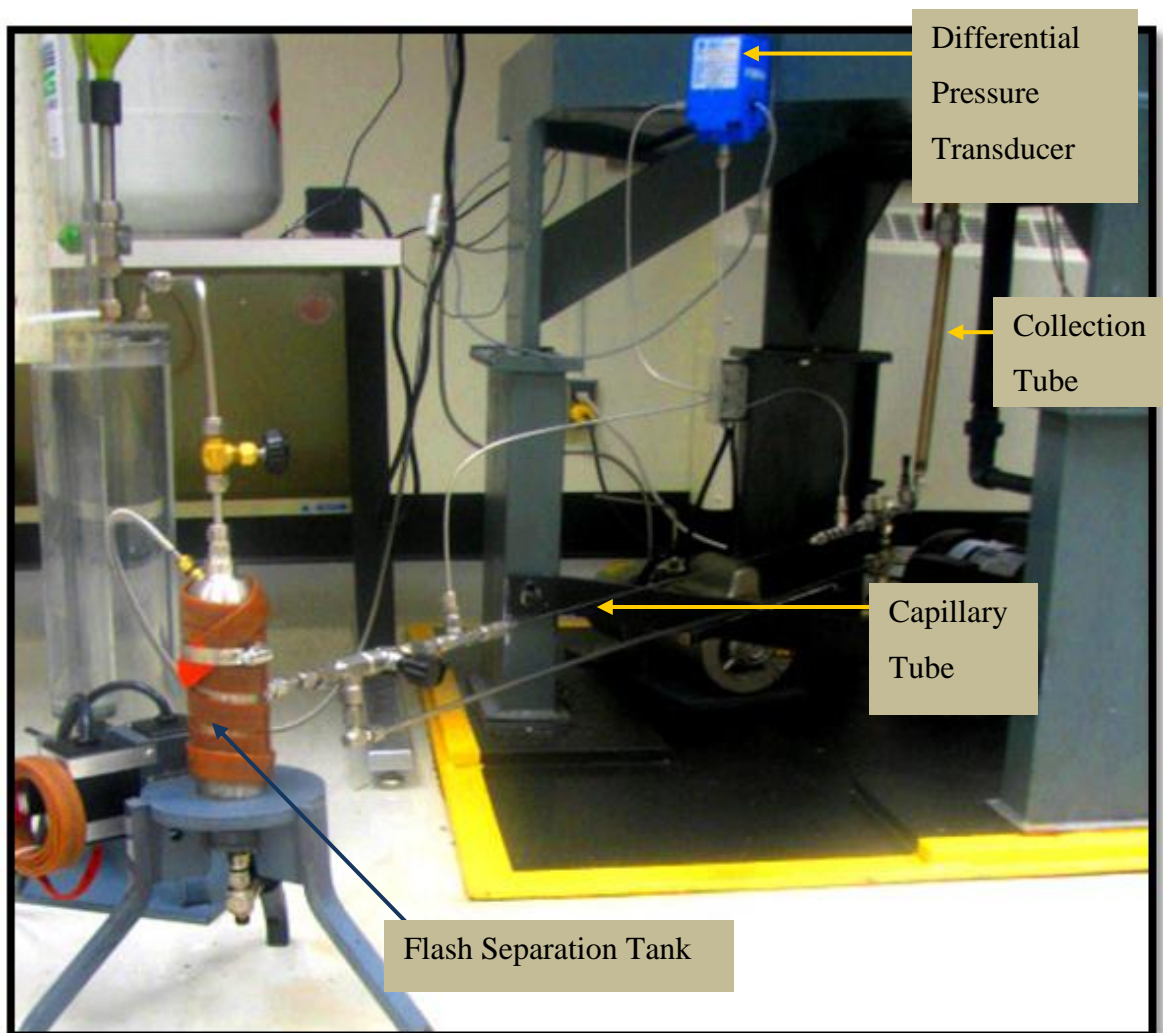 Differential
Pressure
Transducer
Collection
Tube
Capillary
Tube
Flash Separation Tank